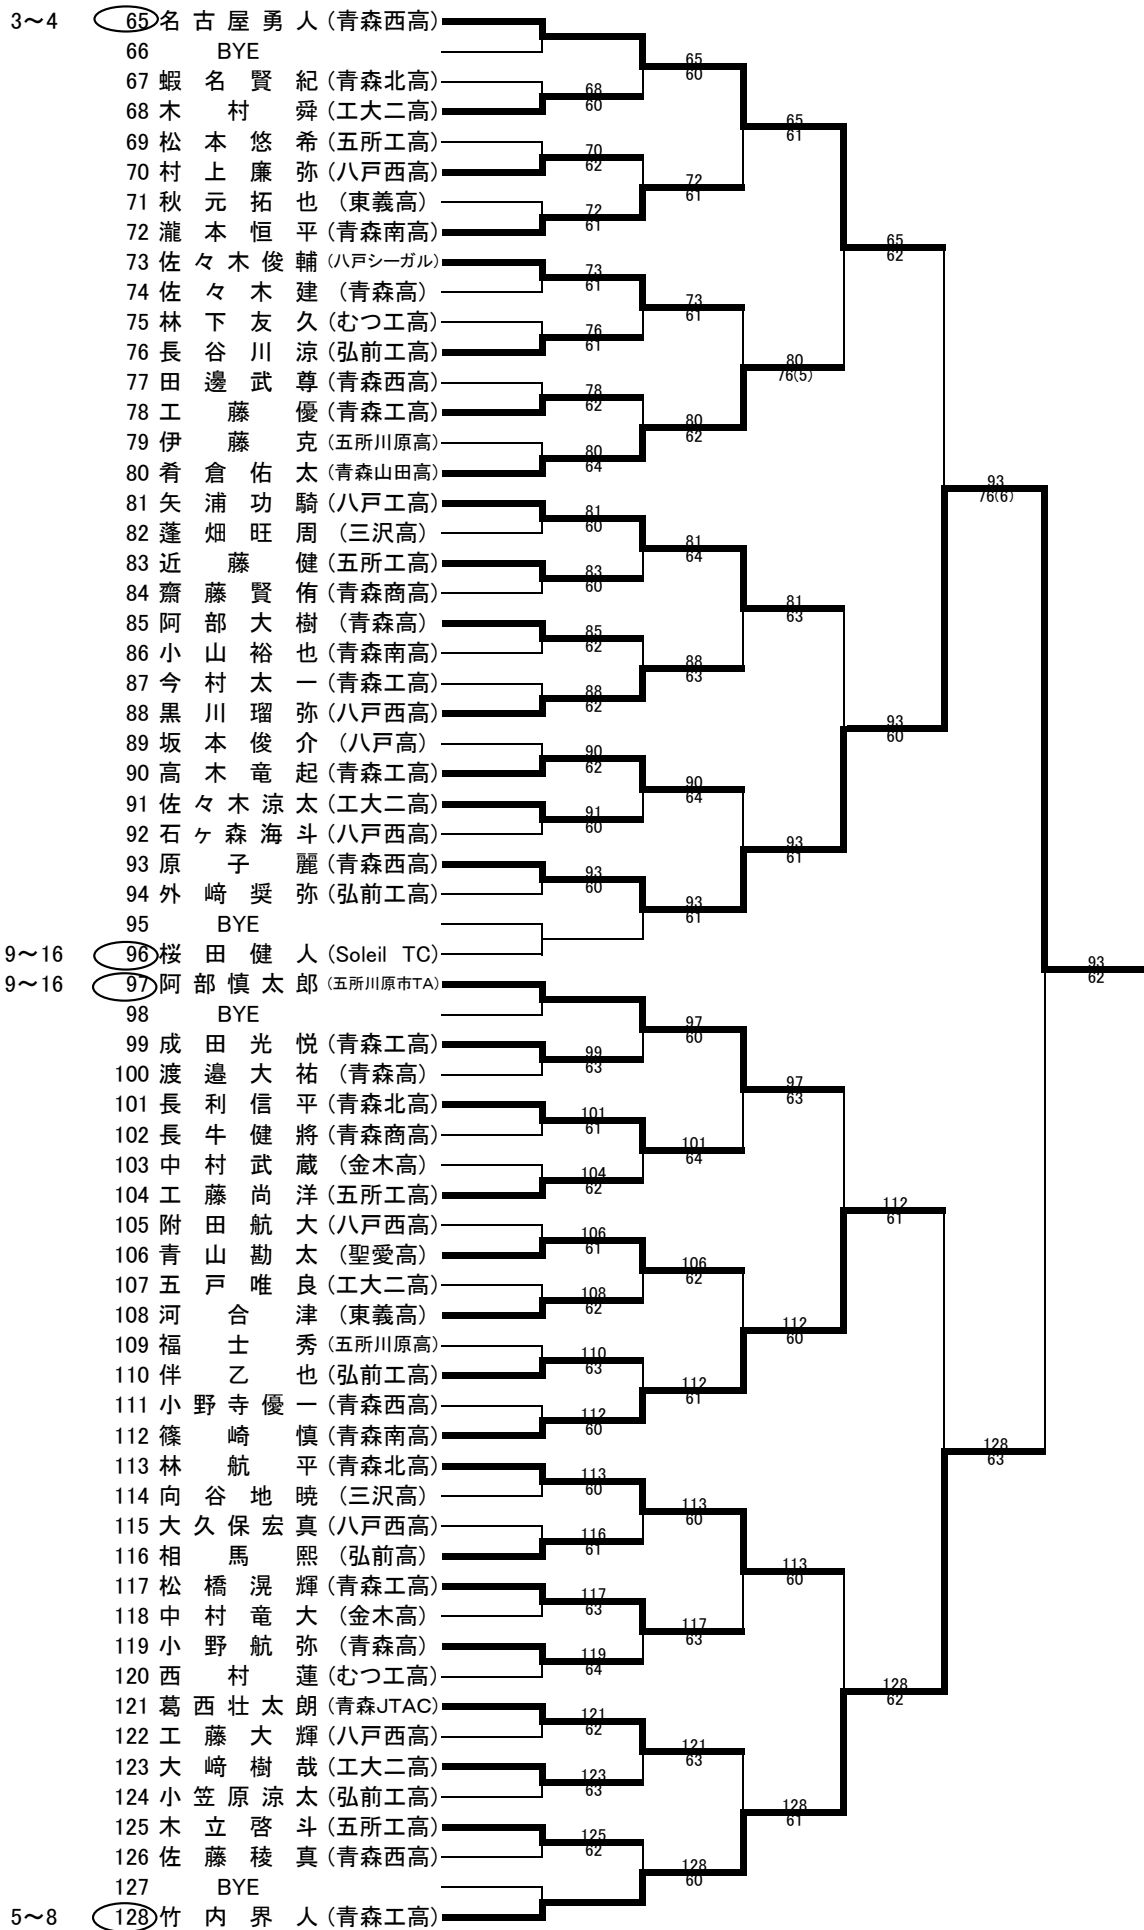 3～4 65 名古屋勇人 (青森西高)
66 BYE
65
60
67 蝦名賢紀 (青森北高)
68
60
68 木村舜 (工大二高)
65
61
69 松本悠希 (五所工高)
70
62
70 村上廉弥 (八戸西高)
72
61
71 秋元拓也 (東義高)
72
61
72 瀧本恒平 (青森南高)
65
62
73 佐々木俊輔 (八戸シーガル)
73
61
74 佐々木建 (青森高)
73
61
75 林下友久 (むつ工高)
76
61
76 長谷川涼 (弘前工高)
80
76(5)
77 田邊武尊 (青森西高)
78
62
78 工藤優 (青森工高)
80
62
79 伊藤克 (五所川原高)
80
64
80 肴倉佑太 (青森山田高)
93
76(6)
81 矢浦功騎 (八戸工高)
81
60
82 蓬畑旺周 (三沢高)
81
64
83 近藤健 (五所工高)
83
60
84 齋藤賢侑 (青森商高)
81
63
85 阿部大樹 (青森高)
85
62
86 小山裕也 (青森南高)
88
63
87 今村太一 (青森工高)
88
62
88 黒川瑠弥 (八戸西高)
93
60
89 坂本俊介 (八戸高)
90
62
90 高木竜起 (青森工高)
90
64
91 佐々木涼太 (工大二高)
91
60
92 石ヶ森海斗 (八戸西高)
93
61
93 原子麗 (青森西高)
93
60
94 外﨑奨弥 (弘前工高)
93
61
95 BYE
9～16 96 桜田健人 (Soleil TC)
93
62
9～16 97 阿部慎太郎 (五所川原市TA)
98 BYE
97
60
99 成田光悦 (青森工高)
99
63
100 渡邉大祐 (青森高)
97
63
101 長利信平 (青森北高)
101
61
102 長牛健將 (青森商高)
101
64
103 中村武蔵 (金木高)
104
62
104 工藤尚洋 (五所工高)
112
61
105 附田航大 (八戸西高)
106
61
106 青山勘太 (聖愛高)
106
62
107 五戸唯良 (工大二高)
108
62
108 河合津 (東義高)
112
60
109 福士秀 (五所川原高)
110
63
110 伴乙也 (弘前工高)
112
61
111 小野寺優一 (青森西高)
112
60
112 篠崎慎 (青森南高)
128
63
113 林航平 (青森北高)
113
60
114 向谷地暁 (三沢高)
113
60
115 大久保宏真 (八戸西高)
116
61
116 相馬熙 (弘前高)
113
60
117 松橋滉輝 (青森工高)
117
63
118 中村竜大 (金木高)
117
63
119 小野航弥 (青森高)
119
64
120 西村蓮 (むつ工高)
128
62
121 葛西壮太朗 (青森JTAC)
121
62
122 工藤大輝 (八戸西高)
121
63
123 大﨑樹哉 (工大二高)
123
63
124 小笠原涼太 (弘前工高)
128
61
125 木立啓斗 (五所工高)
125
62
126 佐藤稜真 (青森西高)
128
60
127 BYE
5～8 128 竹内界人 (青森工高)